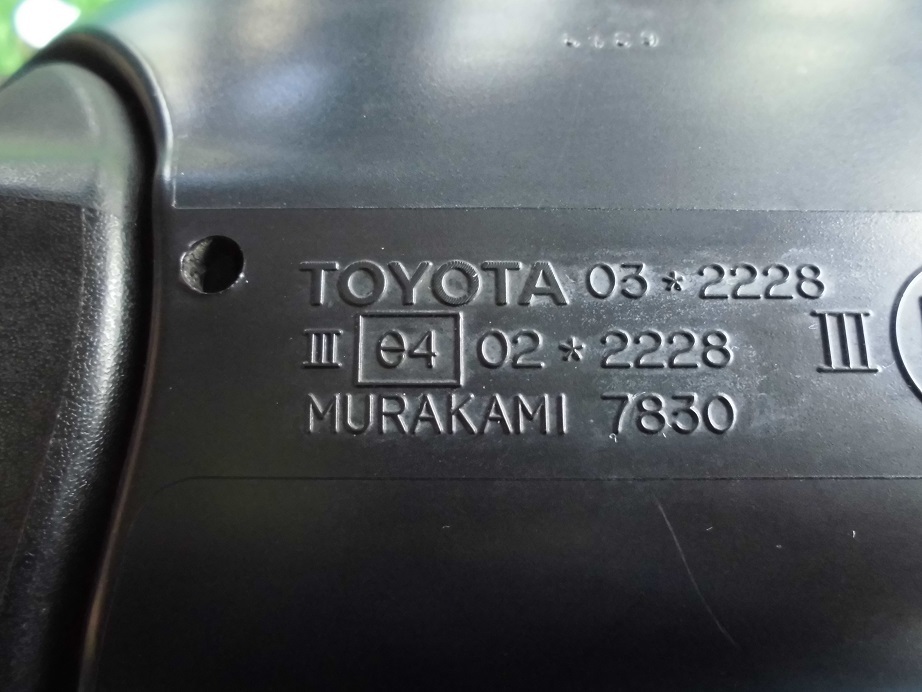 TOYOTA 03*2228
III e4 02*2228 III
MURAKAMI 7830